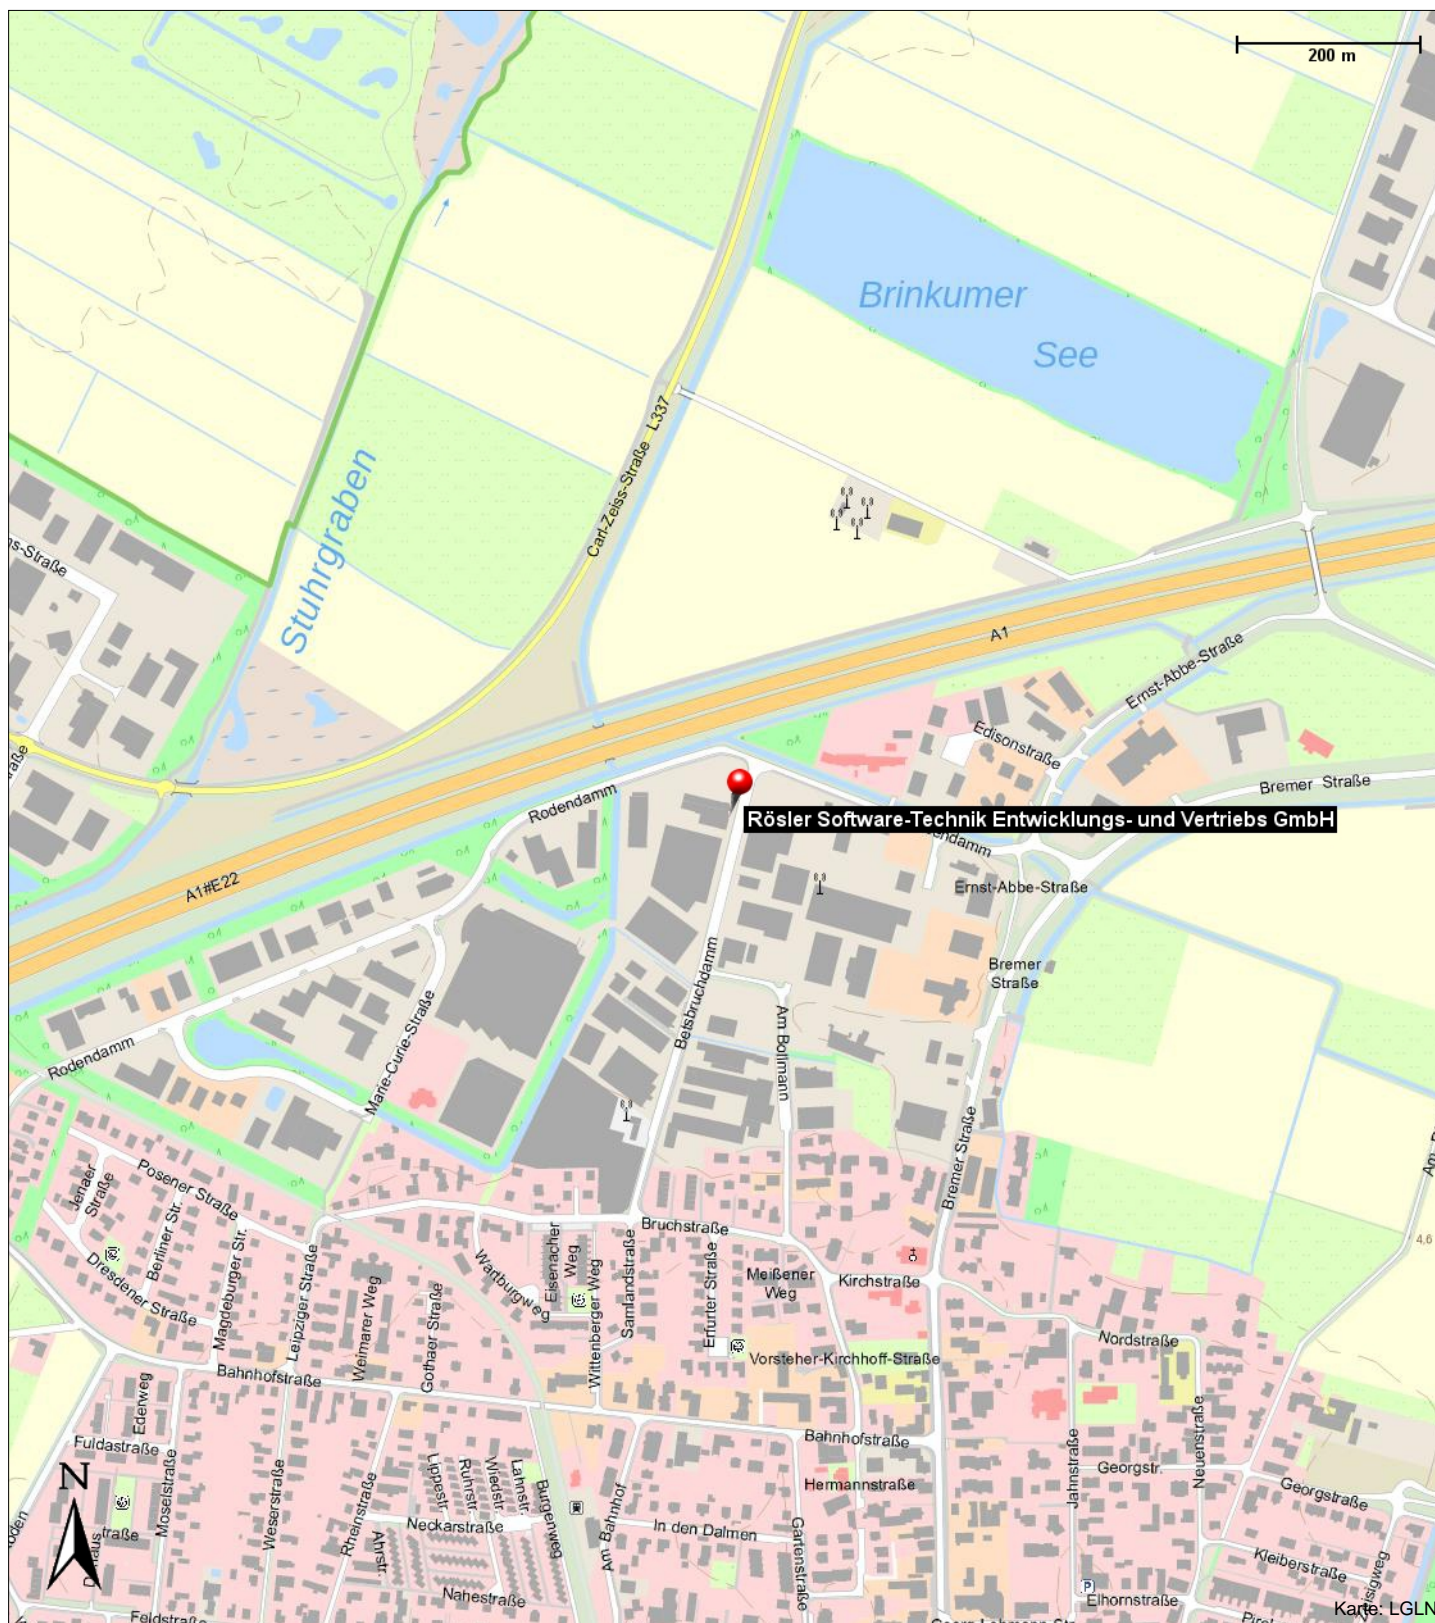 200 m
Brinkumer
See
Carl-Zeiss-Straße L337
Stuhrgraben
A1
Ernst-Abbe-Straße
Edisonstraße
Bremer Straße
Rodendamm
Rösler Software-Technik Entwicklungs- und Vertriebs GmbH
Ernst-Abbe-Straße
A1#E22
Bremer
Straße
Marie-Curie-Straße
Am Bollmann
Rodendamm
Bremer Straße
Jenaer
Straße
Posener Straße
Berliner Str.
Magdeburger Str.
Dresdener Straße
Leipziger Straße
Weimarer Weg
Gothaer Straße
Wartburgweg
Eisenacher
Weg
Wittenberger Weg
Samlandstraße
Bruchstraße
Erfurter Straße
Meißener
Weg
Kirchstraße
4,6
Nordstraße
Vorsteher-Kirchhoff-Straße
Bahnhofstraße
Ederweg
Fuldastraße
Moselstraße
Weserstraße
Rheinstraße
Ahrstr.
Lippestr.
Ruhrstr.
Wiedstr.
Lahnstr.
Burgenweg
Neckarstraße
Nahestraße
Am Bahnhof
In den Dalmen
Bahnhofstraße
Hermannstraße
Gartenstraße
Jahnstraße
Georgstr.
Neuenstraße
Georgstraße
Kleiberstraße
Elhornstraße
P
N
Feldstraße
Karte: LGLN